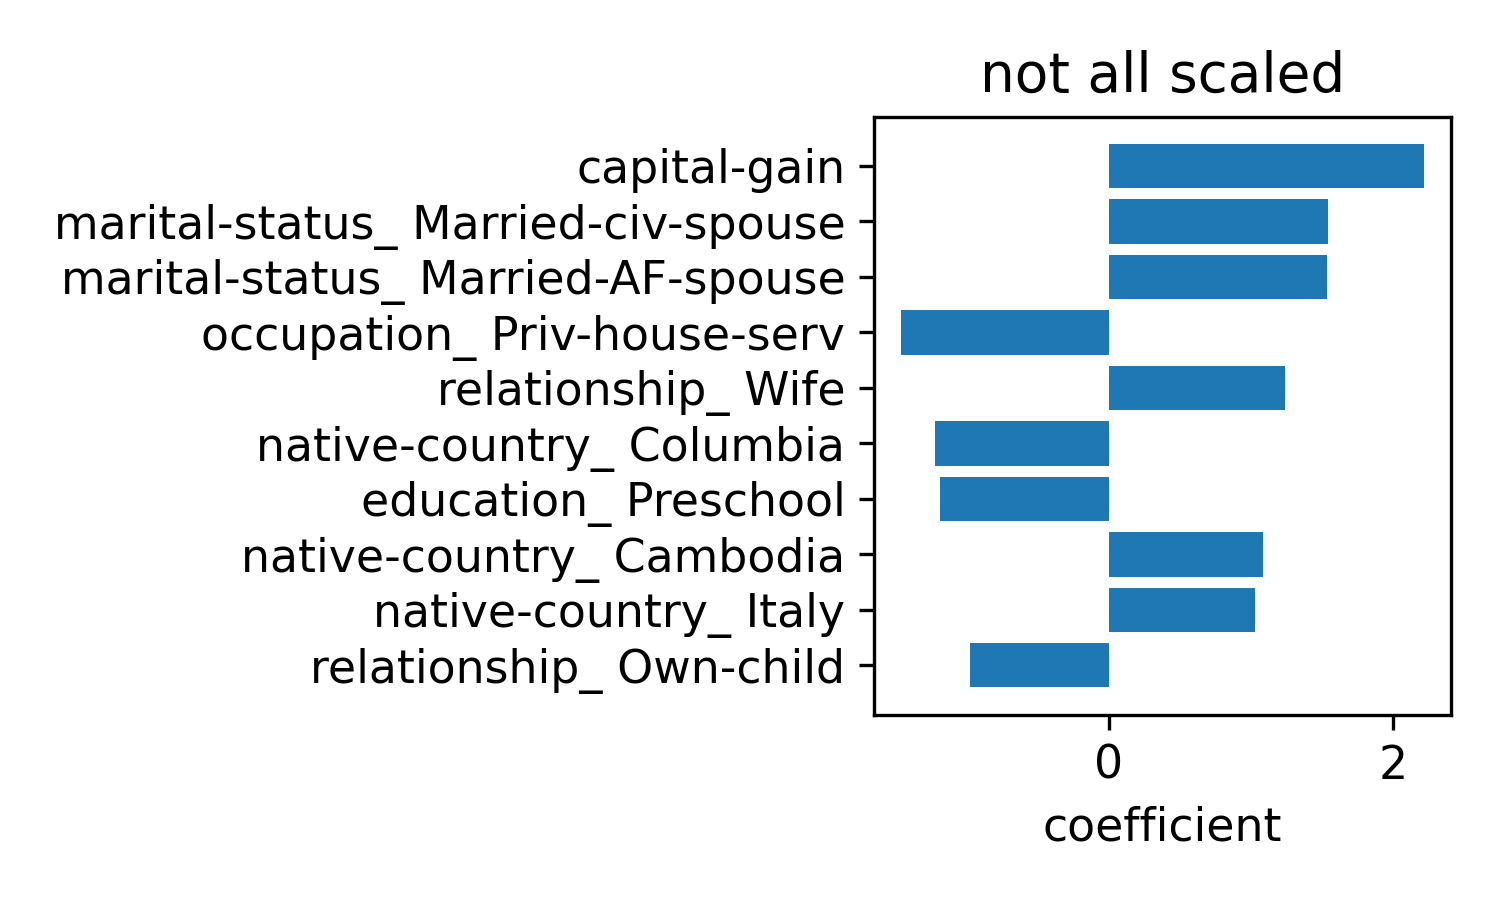 not all scaled
capital-gain
marital-status_ Married-civ-spouse
marital-status_ Married-AF-spouse
occupation_ Priv-house-serv
relationship_ Wife
native-country_ Columbia
education_ Preschool
native-country_ Cambodia
native-country_ Italy
relationship_ Own-child
0 2
coefficient